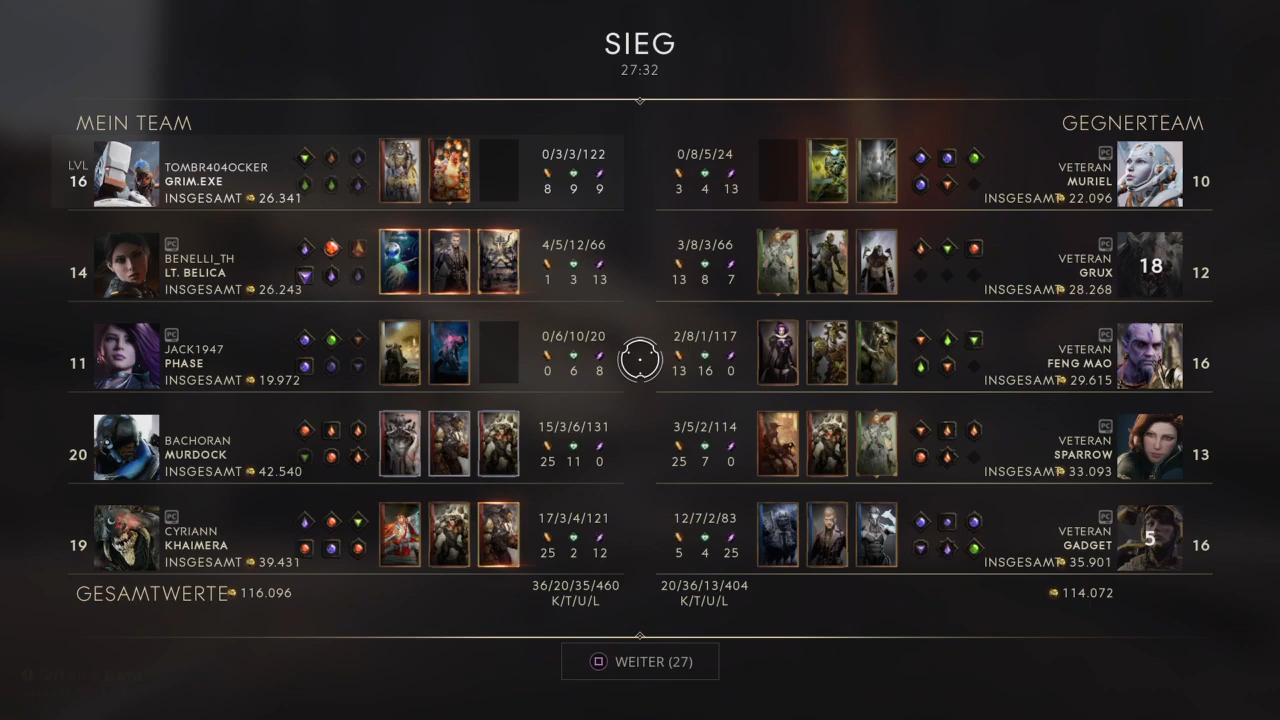 SIEG
27:32
MEIN TEAM
LVL
16
TOMBR404OCKER
GRIM.EXE
INSGESAMT 26.341
0/3/3/122
8 9 9
14
PC
BENELLI_TH
LT. BELICA
INSGESAMT 26.243
4/5/12/66
1 3 13
11
PC
JACK1947
PHASE
INSGESAMT 19.972
0/6/10/20
0 6 8
20
BACHORAN
MURDOCK
INSGESAMT 42.540
15/3/6/131
25 11 0
19
PC
CYRIANN
KHAIMERA
INSGESAMT 39.431
17/3/4/121
25 2 12
GESAMTWERTE 116.096
36/20/35/460
K/T/U/L
GEGNERTEAM
0/8/5/24
3 4 13
PC
VETERAN
MURIEL
INSGESAMT 22.096
10
3/8/3/66
13 8 7
PC
VETERAN
GRUX
INSGESAMT 28.268
18
12
2/8/1/117
13 16 0
PC
VETERAN
FENG MAO
INSGESAMT 29.615
16
3/5/2/114
25 7 0
PC
VETERAN
SPARROW
INSGESAMT 33.093
13
12/7/2/83
5 4 25
PC
VETERAN
GADGET
INSGESAMT 35.901
5
16
20/36/13/404
K/T/U/L
114.072
WEITER (27)